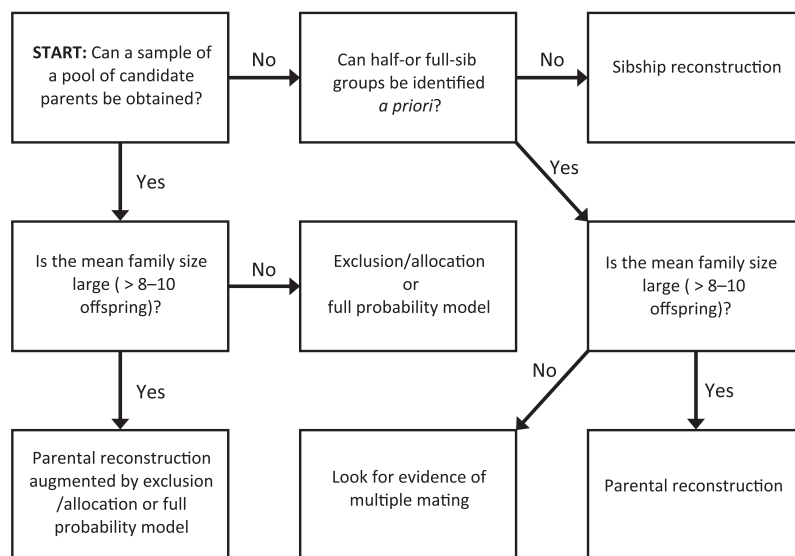 START: Can a sample of
a pool of candidate
parents be obtained?
No
Can half-or full-sib
groups be identified
a priori?
No
Sibship reconstruction
Yes
Yes
Is the mean family size
large ( > 8–10
offspring)?
No
Exclusion/allocation
or
full probability model
Is the mean family size
large ( > 8–10
offspring)?
Yes
No
Yes
Parental reconstruction
augmented by exclusion
/allocation or full
probability model
Look for evidence of
multiple mating
Parental reconstruction